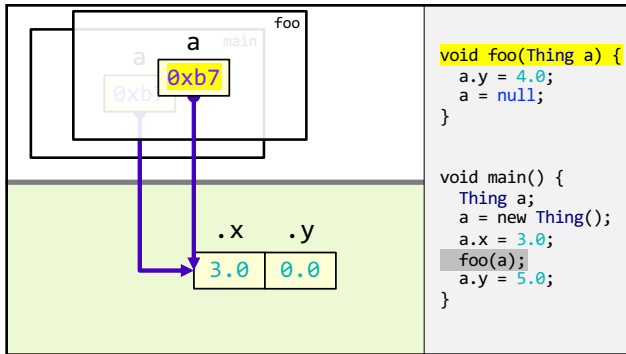 foo
a
main
a
0xb7
0xb
.x .y
3.0 0.0
void foo(Thing a) {
a.y = 4.0;
a = null;
}
void main() {
Thing a;
a = new Thing();
a.x = 3.0;
foo(a);
a.y = 5.0;
}